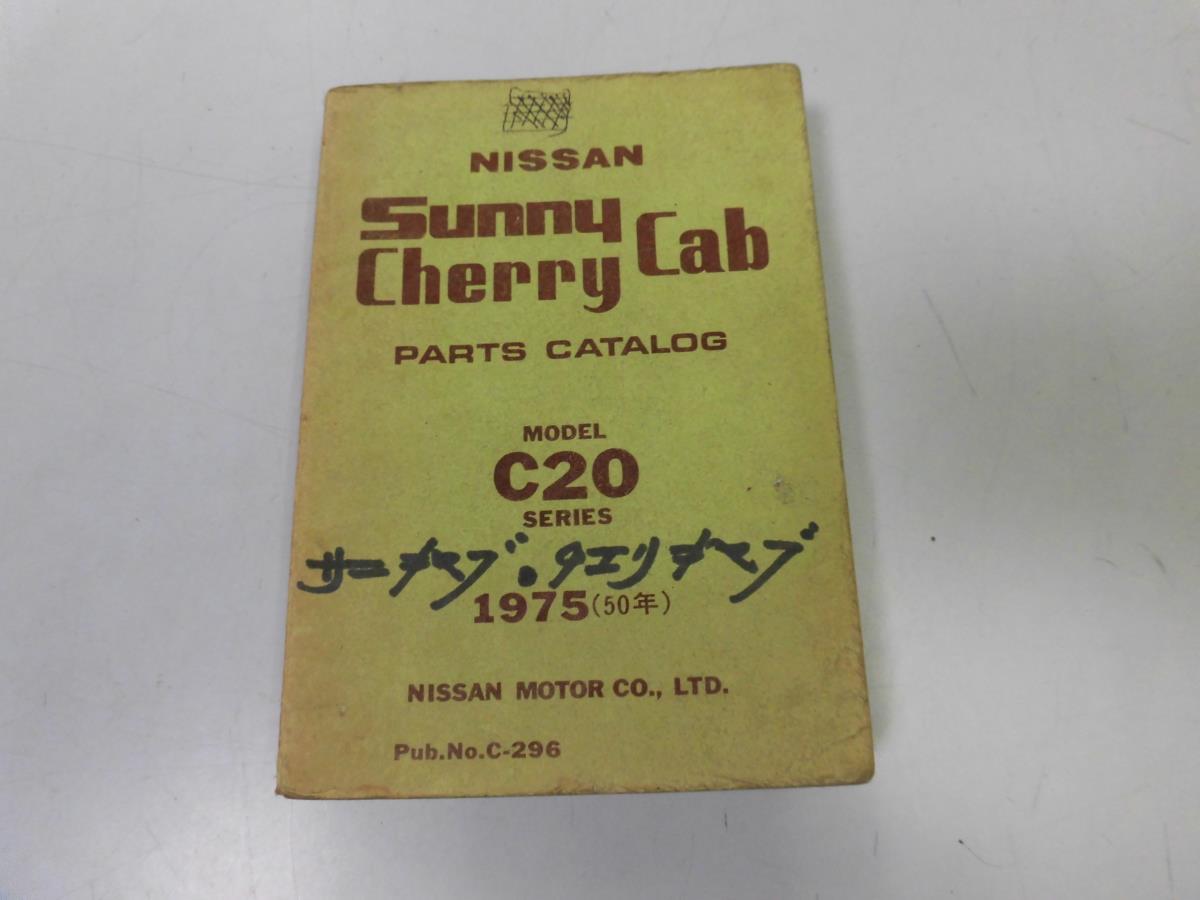 NISSAN
Sunny
Cherry Cab
PARTS CATALOG
MODEL
C20
SERIES
サニーキャブ・チェリーキャブ
1975(50年)
NISSAN MOTOR CO., LTD.
Pub.No.C-296